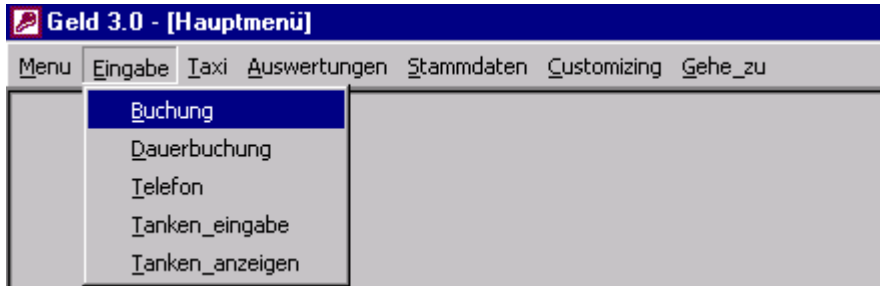 Geld 3.0 - [Hauptmenü]
Menu Eingabe Taxi Auswertungen Stammdaten Customizing Gehe_zu
Buchung
Dauerbuchung
Telefon
Tanken_eingabe
Tanken_anzeigen